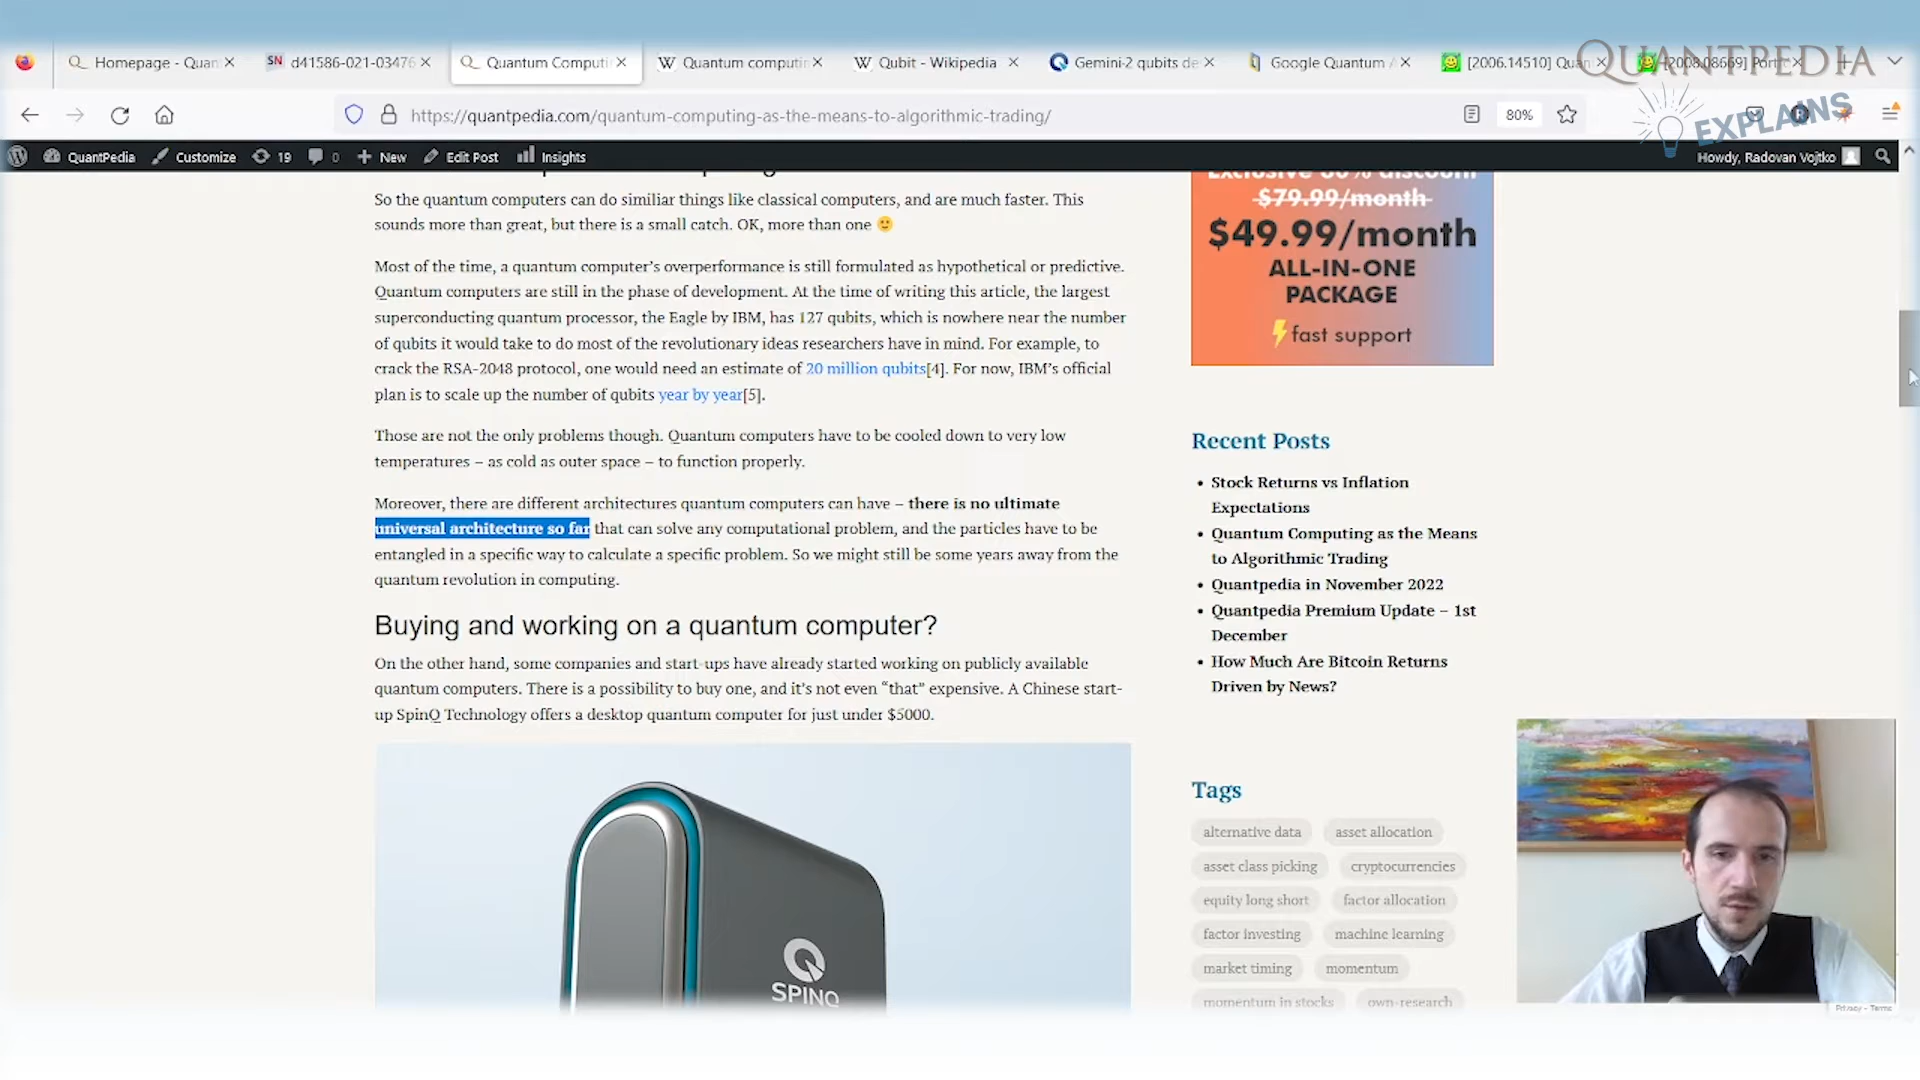 QUANTPEDIA
EXPLAINS
Homepage - Quan
d41586-021-03476
Quantum Computi
Quantum computin
Qubit - Wikipedia
Gemini-2 qubits de
Google Quantum
[2006.14510] Quan
[2008.08669] Portfo
https://quantpedia.com/quantum-computing-as-the-means-to-algorithmic-trading/
80%
QuantPedia
Customize
19
0
New
Edit Post
Insights
Howdy, Radovan Vojtko
So the quantum computers can do similiar things like classical computers, and are much faster. This
sounds more than great, but there is a small catch. OK, more than one 🙂
Most of the time, a quantum computer's overperformance is still formulated as hypothetical or predictive.
Quantum computers are still in the phase of development. At the time of writing this article, the largest
superconducting quantum processor, the Eagle by IBM, has 127 qubits, which is nowhere near the number
of qubits it would take to do most of the revolutionary ideas researchers have in mind. For example, to
crack the RSA-2048 protocol, one would need an estimate of 20 million qubits[4]. For now, IBM's official
plan is to scale up the number of qubits year by year[5].
Those are not the only problems though. Quantum computers have to be cooled down to very low
temperatures – as cold as outer space – to function properly.
Moreover, there are different architectures quantum computers can have – there is no ultimate
universal architecture so far that can solve any computational problem, and the particles have to be
entangled in a specific way to calculate a specific problem. So we might still be some years away from the
quantum revolution in computing.
Buying and working on a quantum computer?
On the other hand, some companies and start-ups have already started working on publicly available
quantum computers. There is a possibility to buy one, and it's not even “that” expensive. A Chinese start-
up SpinQ Technology offers a desktop quantum computer for just under $5000.
SPINQ
$79.99/month
$49.99/month
ALL-IN-ONE
PACKAGE
⚡fast support
Recent Posts
• Stock Returns vs Inflation
Expectations
• Quantum Computing as the Means
to Algorithmic Trading
• Quantpedia in November 2022
• Quantpedia Premium Update – 1st
December
• How Much Are Bitcoin Returns
Driven by News?
Tags
alternative data
asset allocation
asset class picking
cryptocurrencies
equity long short
factor allocation
factor investing
machine learning
market timing
momentum
momentum in stocks
own-research
Privacy - Terms